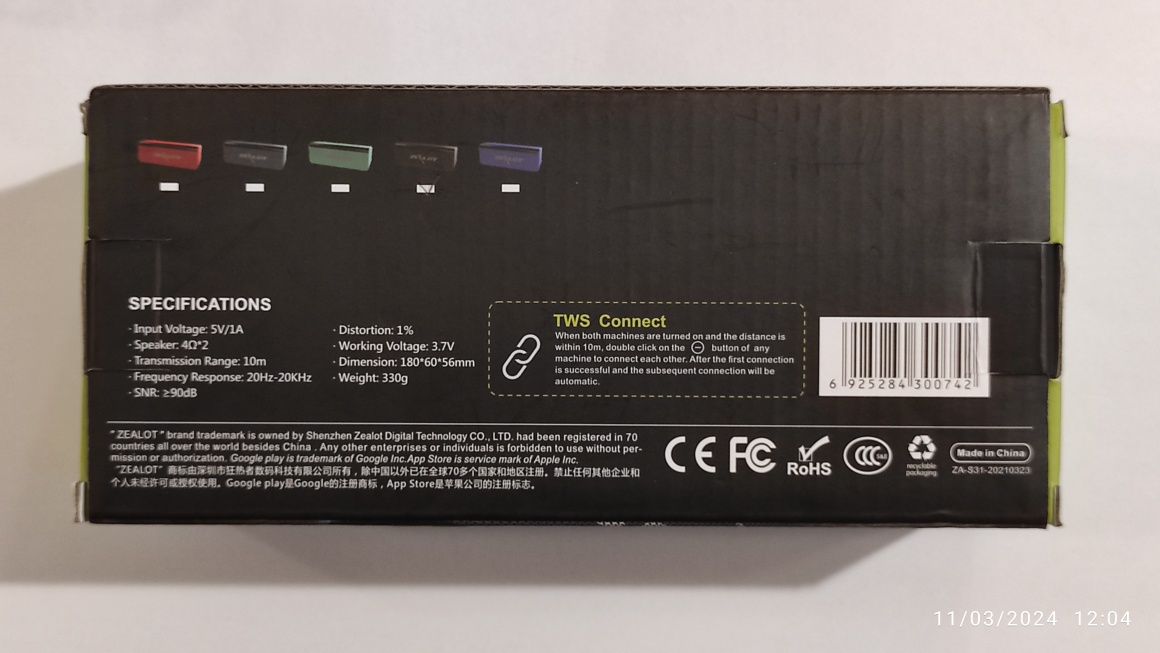 SPECIFICATIONS
· Input Voltage: 5V/1A
· Speaker: 4Ω*2
· Transmission Range: 10m
· Frequency Response: 20Hz-20KHz
· SNR: ≥90dB
· Distortion: 1%
· Working Voltage: 3.7V
· Dimension: 180*60*56mm
· Weight: 330g
TWS Connect
When both machines are turned on and the distance is
within 10m, double click on the ⊖ button of any
machine to connect each other. After the first connection
is successful and the subsequent connection will be
automatic.
6 925284 300742
" ZEALOT " brand trademark is owned by Shenzhen Zealot Digital Technology CO., LTD. had been registered in 70
countries all over the world besides China . Any other enterprises or individuals is forbidden to use without per-
mission or authorization. Google play is trademark of Google Inc.App Store is service mark of Apple Inc.
"ZEALOT" 商标由深圳市狂热者数码科技有限公司所有，除中国以外已在全球70多个国家和地区注册。禁止任何其他企业和
个人未经许可或授权使用。Google play是Google的注册商标，App Store是苹果公司的注册标志。
CE FC RoHS CCC S&E
recyclable
packaging
Made in China
ZA-S31-20210323
11/03/2024 12:04